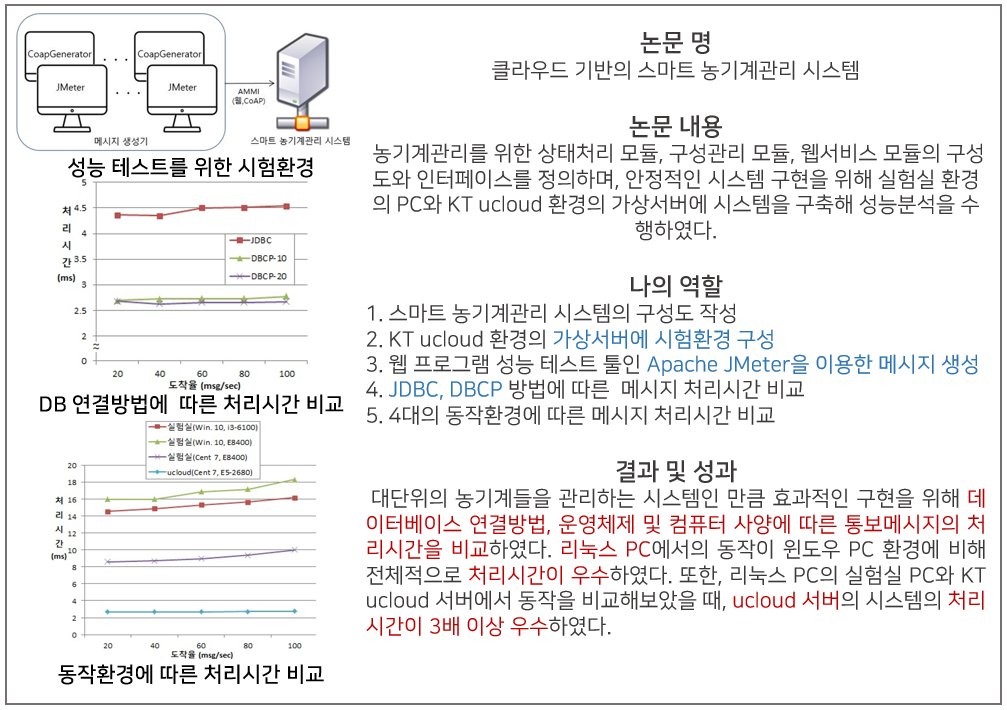 CoapGenerator
CoapGenerator
. . .
JMeter
. . .
JMeter
AMMI
(웹,CoAP)
메시지 생성기
스마트 농기계관리 시스템
성능 테스트를 위한 시험환경
처리시간(ms)
5
4.5
4
3.5
3
2.5
2
≈
0
JDBC
DBCP-10
DBCP-20
20 40 60 80 100
도착율 (msg/sec)
DB 연결방법에 따른 처리시간 비교
실험실(Win. 10, i3-6100)
실험실(Win. 10, E8400)
실험실(Cent 7, E8400)
ucloud(Cent 7, E5-2680)
처리시간(ms)
20
18
16
14
12
10
8
6
4
2
0
20 40 60 80 100
도착율 (msg/sec)
동작환경에 따른 처리시간 비교
논문 명
클라우드 기반의 스마트 농기계관리 시스템
논문 내용
농기계관리를 위한 상태처리 모듈, 구성관리 모듈, 웹서비스 모듈의 구성
도와 인터페이스를 정의하며, 안정적인 시스템 구현을 위해 실험실 환경
의 PC와 KT ucloud 환경의 가상서버에 시스템을 구축해 성능분석을 수
행하였다.
나의 역할
1. 스마트 농기계관리 시스템의 구성도 작성
2. KT ucloud 환경의 가상서버에 시험환경 구성
3. 웹 프로그램 성능 테스트 툴인 Apache JMeter을 이용한 메시지 생성
4. JDBC, DBCP 방법에 따른 메시지 처리시간 비교
5. 4대의 동작환경에 따른 메시지 처리시간 비교
결과 및 성과
대단위의 농기계들을 관리하는 시스템인 만큼 효과적인 구현을 위해 데
이터베이스 연결방법, 운영체제 및 컴퓨터 사양에 따른 통보메시지의 처
리시간을 비교하였다. 리눅스 PC에서의 동작이 윈도우 PC 환경에 비해
전체적으로 처리시간이 우수하였다. 또한, 리눅스 PC의 실험실 PC와 KT
ucloud 서버에서 동작을 비교해보았을 때, ucloud 서버의 시스템의 처리
시간이 3배 이상 우수하였다.